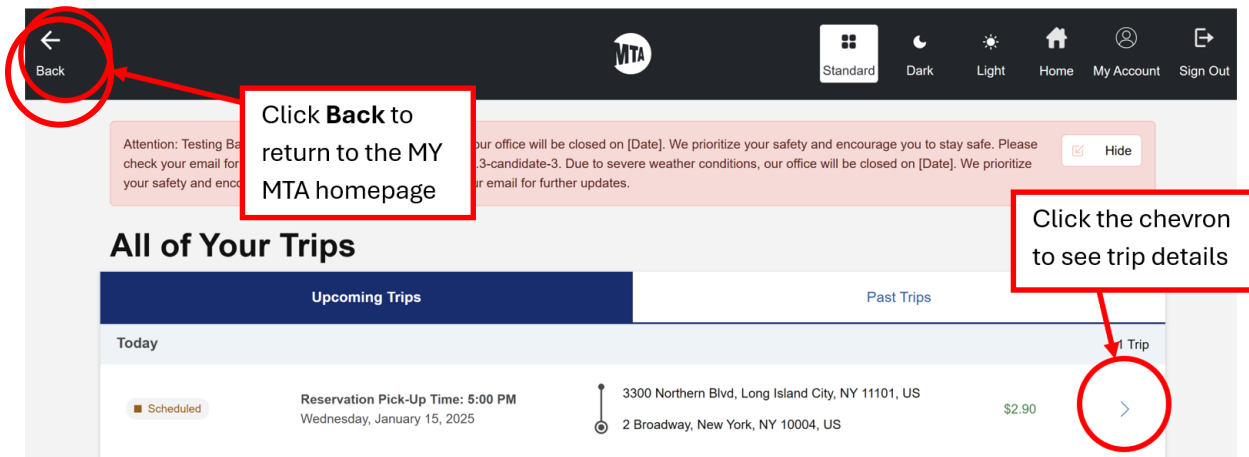 Back
MTA
Standard
Dark
Light
Home
My Account
Sign Out
Click Back to
return to the MY
MTA homepage
Attention: Testing Ba
ur office will be closed on [Date]. We prioritize your safety and encourage you to stay safe. Please
check your email for
.3-candidate-3. Due to severe weather conditions, our office will be closed on [Date]. We prioritize
your safety and enco
r email for further updates.
Hide
Click the chevron
to see trip details
All of Your Trips
Upcoming Trips
Past Trips
Today
1 Trip
Scheduled
Reservation Pick-Up Time: 5:00 PM
Wednesday, January 15, 2025
3300 Northern Blvd, Long Island City, NY 11101, US
2 Broadway, New York, NY 10004, US
$2.90